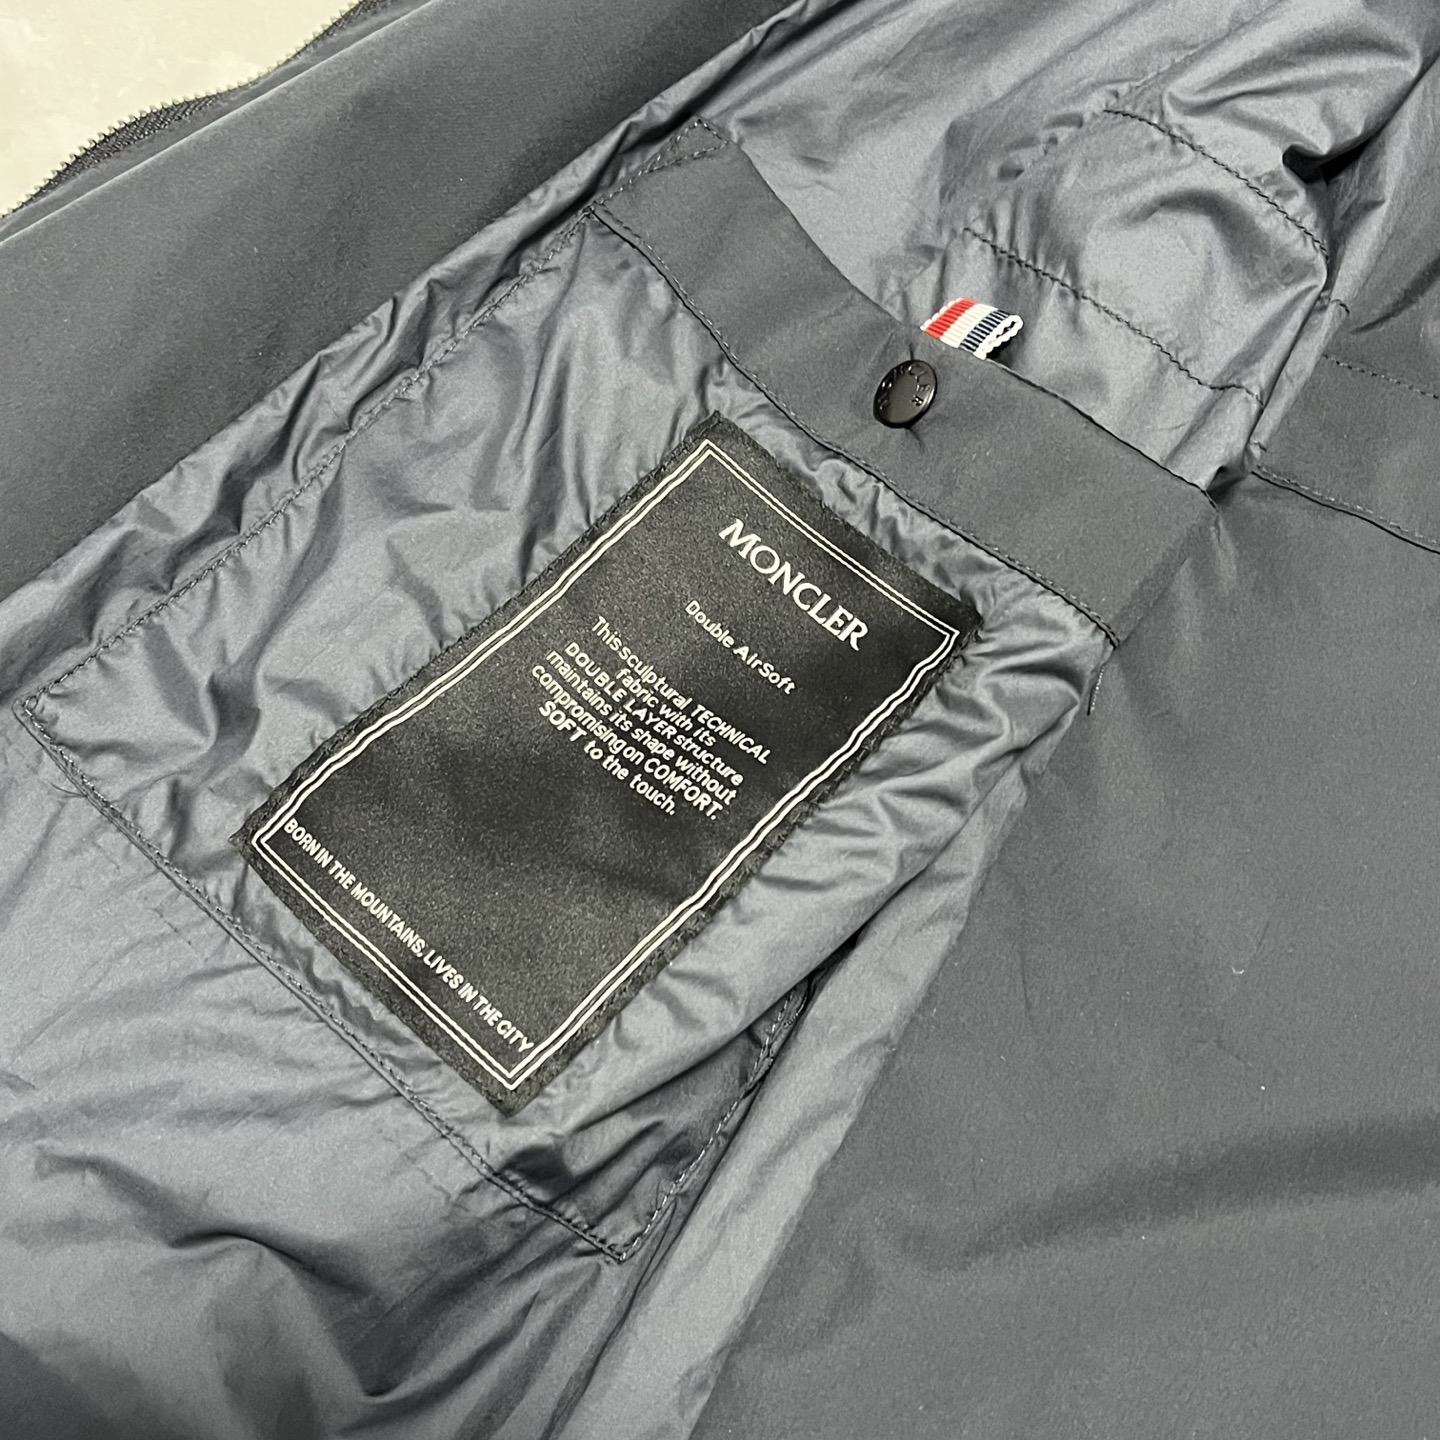 MONCLER
MONCLER
Double AirSoft
This sculptural TECHNICAL
fabric with its
DOUBLE LAYER structure
maintains its shape without
compromising on COMFORT.
SOFT to the touch.
BORN IN THE MOUNTAINS, LIVES IN THE CITY